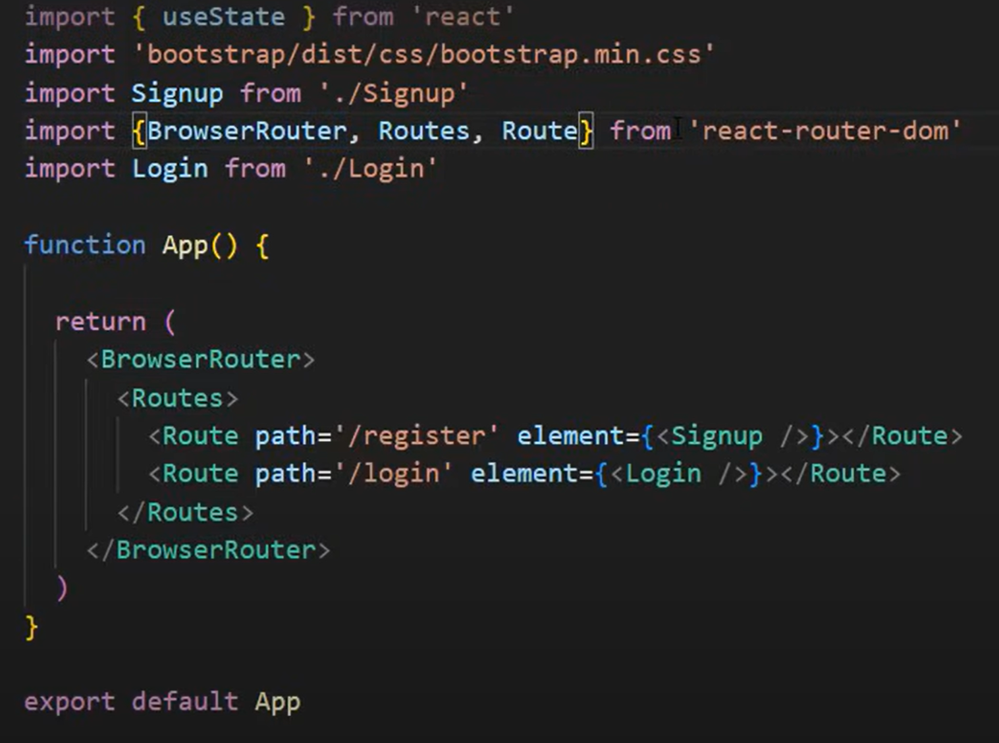 import { useState } from 'react'
import 'bootstrap/dist/css/bootstrap.min.css'
import Signup from './Signup'
import {BrowserRouter, Routes, Route} from 'react-router-dom'
import Login from './Login'
function App() {
return (
<BrowserRouter>
<Routes>
<Route path='/register' element={<Signup />}></Route>
<Route path='/login' element={<Login />}></Route>
</Routes>
</BrowserRouter>
)
}
export default App